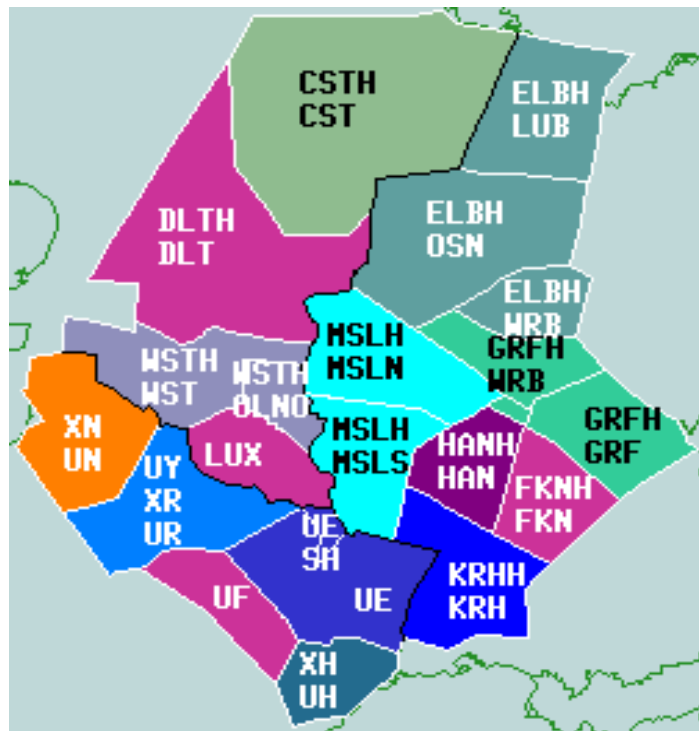 CSTH
CST
ELBH
LUB
DLTH
DLT
ELBH
OSN
ELBH
WRB
MSLH
MSLN
GRFH
WRB
WSTH
WST
WSTH
OLNO
MSLH
MSLS
GRFH
GRF
XN
UN
LUX
HANH
HAN
UY
XR
UR
FKNH
FKN
UE
SH
UE
KRHH
KRH
UF
XH
UH